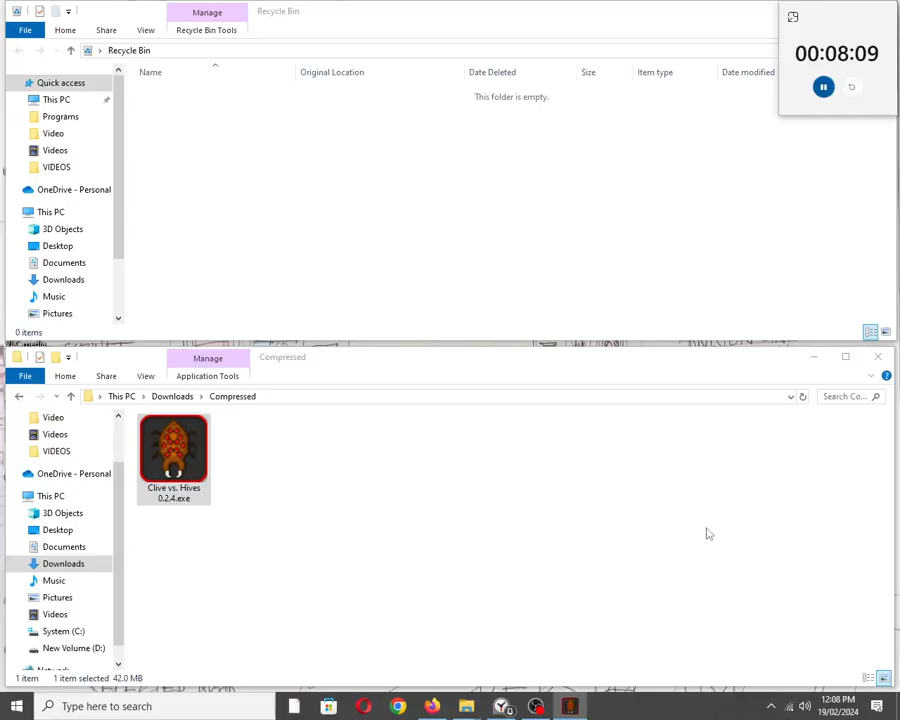 Manage
Recycle Bin
File
Home
Share
View
Recycle Bin Tools
Recycle Bin
00:08:09
Name
Original Location
Date Deleted
Size
Item type
Date modified
This folder is empty.
Quick access
This PC
Programs
Video
Videos
VIDEOS
OneDrive - Personal
This PC
3D Objects
Desktop
Documents
Downloads
Music
Pictures
0 items
Manage
Compressed
File
Home
Share
View
Application Tools
This PC
Downloads
Compressed
Search Co...
Video
Videos
VIDEOS
OneDrive - Personal
This PC
3D Objects
Desktop
Documents
Downloads
Music
Pictures
Videos
System (C:)
New Volume (D:)
Clive vs. Hives
0.2.4.exe
1 item
1 item selected 42.0 MB
Type here to search
12:08 PM
19/02/2024